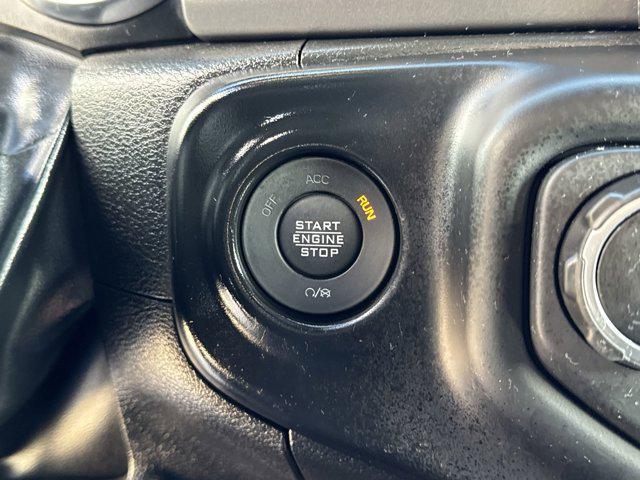 OFF
ACC
RUN
START
ENGINE
STOP